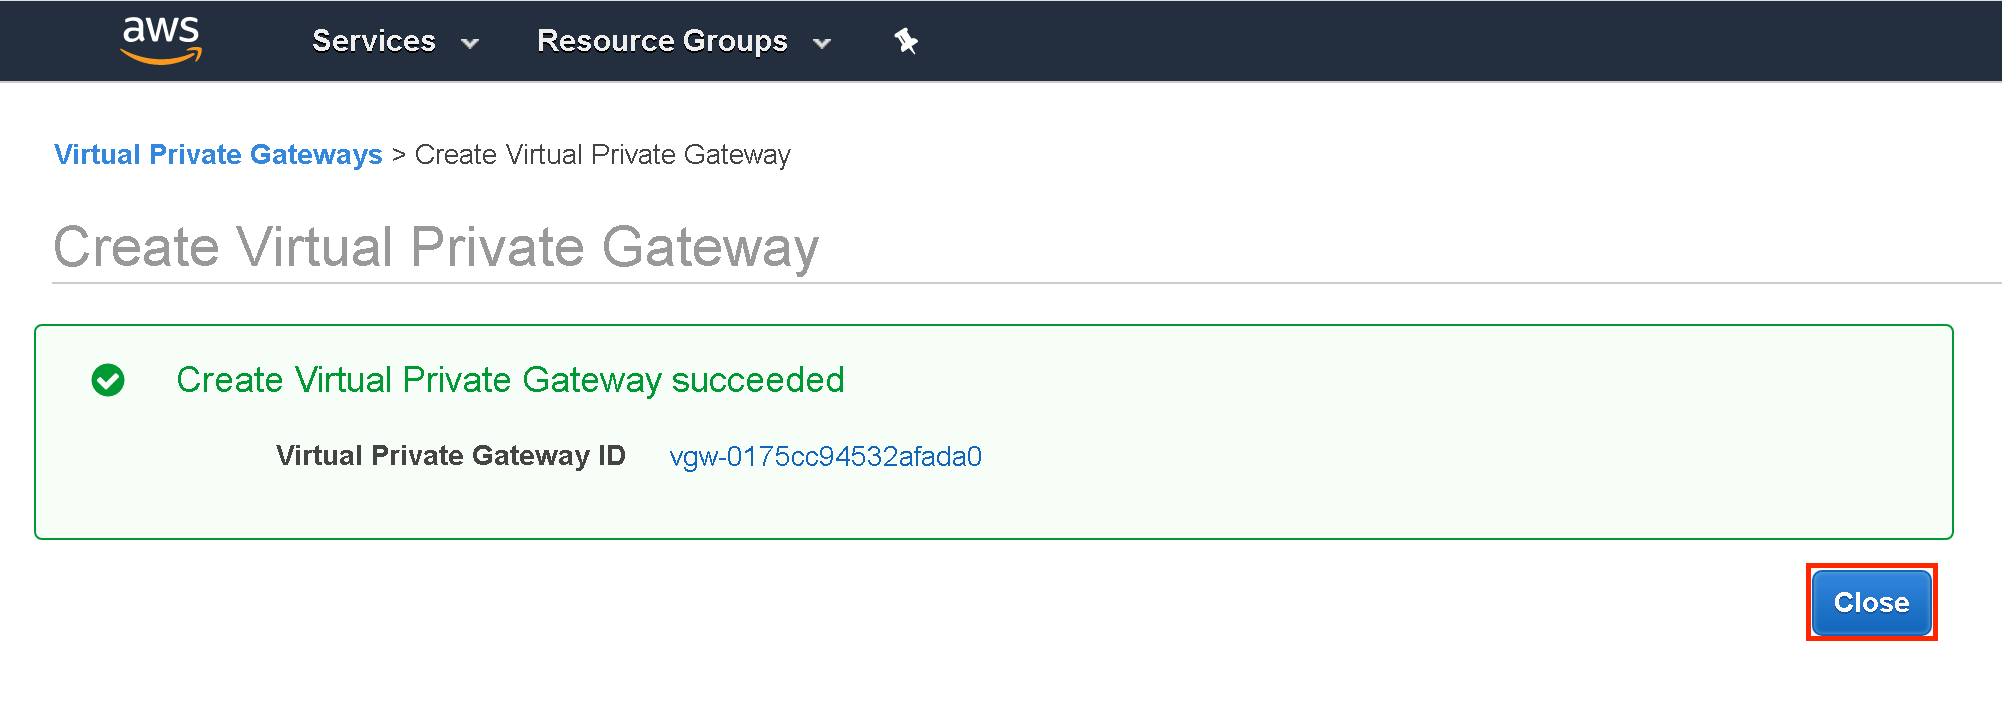 aws Services Resource Groups
Virtual Private Gateways > Create Virtual Private Gateway
Create Virtual Private Gateway
Create Virtual Private Gateway succeeded
Virtual Private Gateway ID vgw-0175cc94532afada0
Close